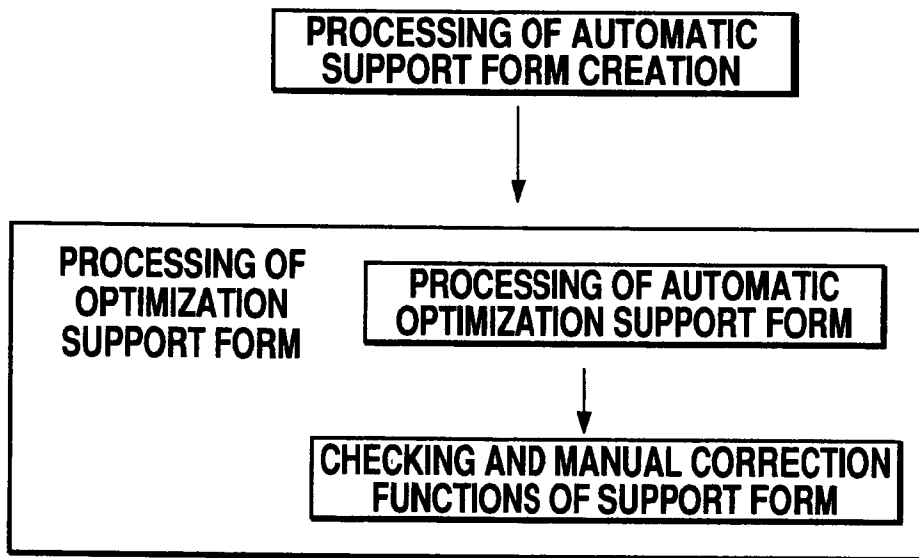 PROCESSING OF AUTOMATIC
SUPPORT FORM CREATION
PROCESSING OF
OPTIMIZATION
SUPPORT FORM
PROCESSING OF AUTOMATIC
OPTIMIZATION SUPPORT FORM
CHECKING AND MANUAL CORRECTION
FUNCTIONS OF SUPPORT FORM